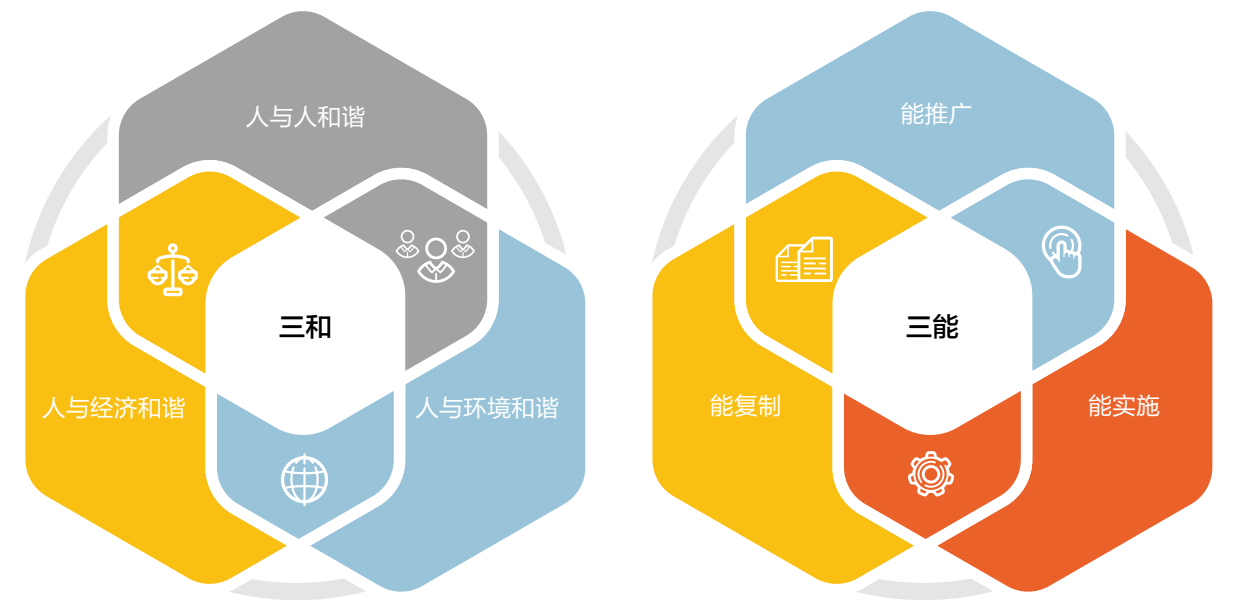 人与人和谐
三和
人与经济和谐
人与环境和谐
能推广
三能
能复制
能实施